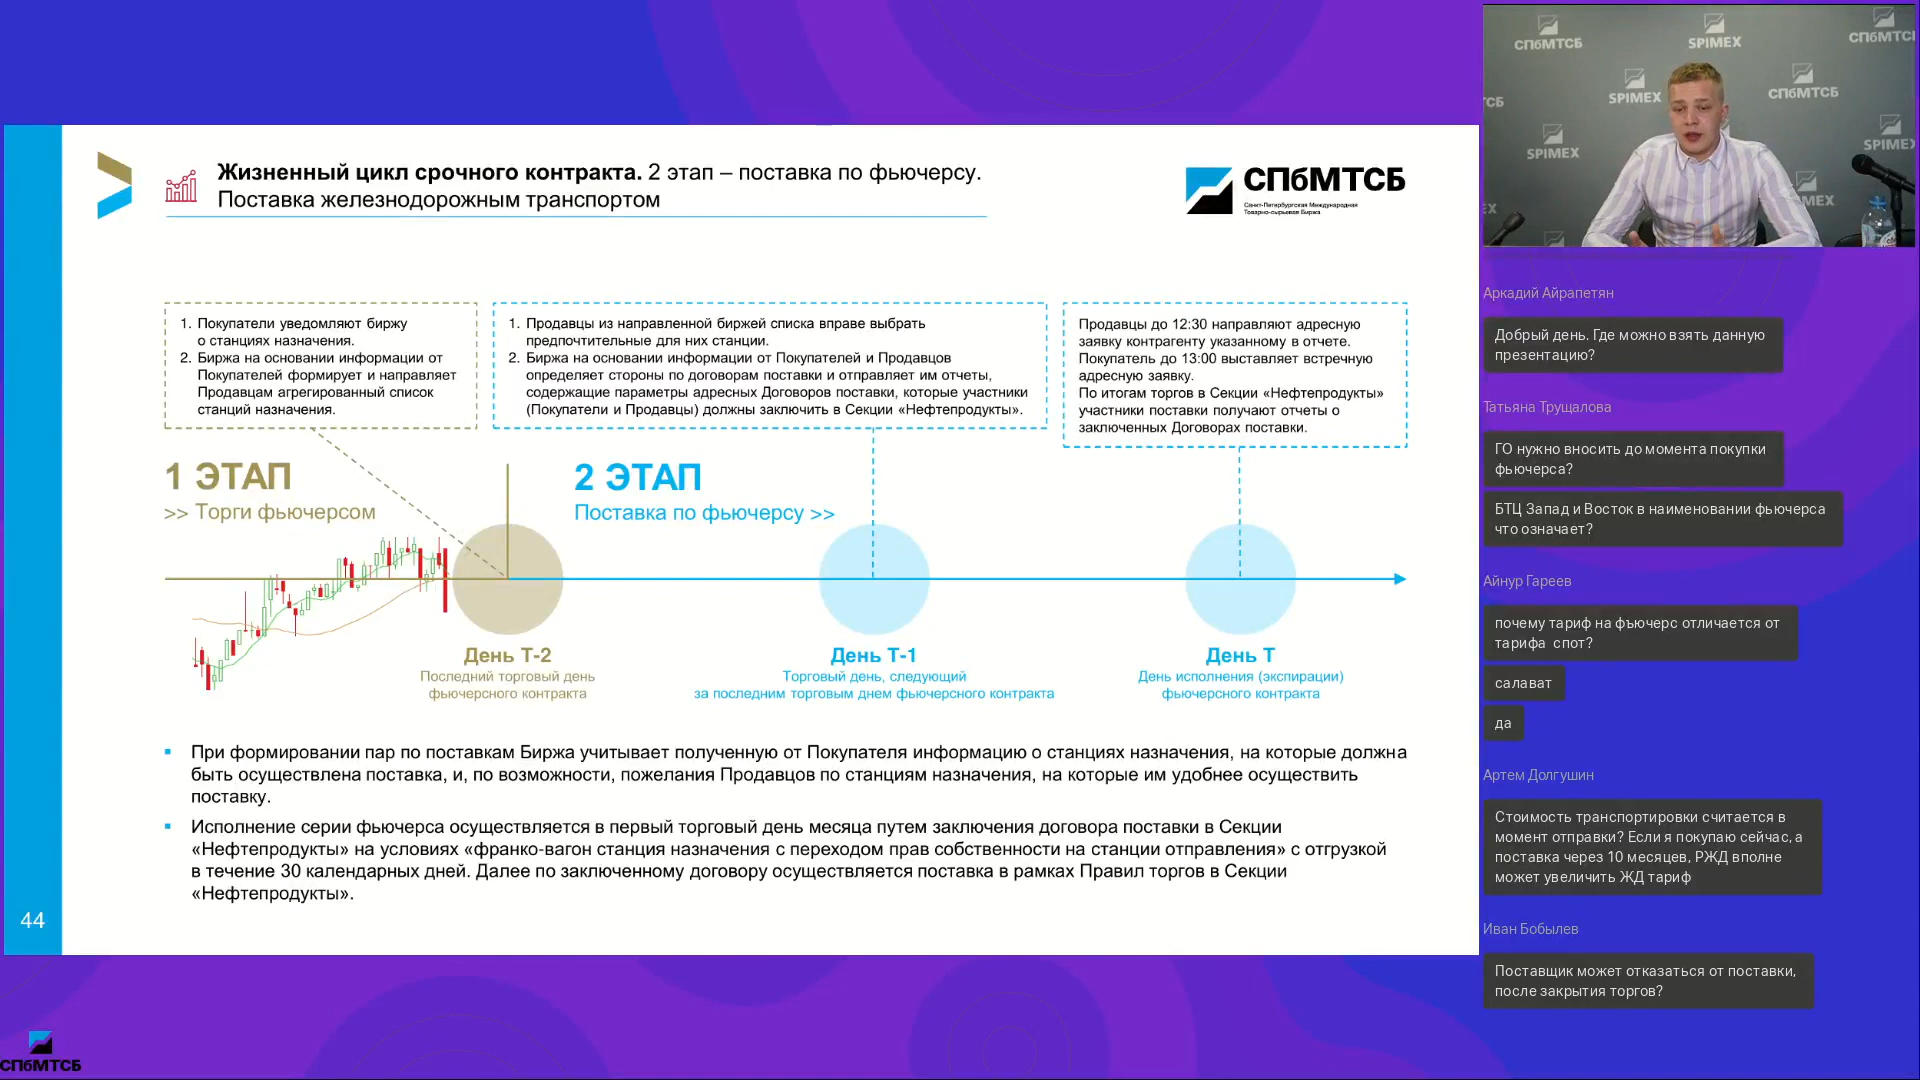 Жизненный цикл срочного контракта. 2 этап – поставка по фьючерсу.
Поставка железнодорожным транспортом
СПбМТСБ
Санкт-Петербургская Международная
Товарно-сырьевая Биржа
1. Покупатели уведомляют биржу
о станциях назначения.
2. Биржа на основании информации от
Покупателей формирует и направляет
Продавцам агрегированный список
станций назначения.
1. Продавцы из направленной биржей списка вправе выбрать
предпочтительные для них станции.
2. Биржа на основании информации от Покупателей и Продавцов
определяет стороны по договорам поставки и отправляет им отчеты,
содержащие параметры адресных Договоров поставки, которые участники
(Покупатели и Продавцы) должны заключить в Секции «Нефтепродукты».
Продавцы до 12:30 направляют адресную
заявку контрагенту указанному в отчете.
Покупатель до 13:00 выставляет встречную
адресную заявку.
По итогам торгов в Секции «Нефтепродукты»
участники поставки получают отчеты о
заключенных Договорах поставки.
1 ЭТАП
>> Торги фьючерсом
2 ЭТАП
Поставка по фьючерсу >>
День Т-2
Последний торговый день
фьючерсного контракта
День Т-1
Торговый день, следующий
за последним торговым днем фьючерсного контракта
День Т
День исполнения (экспирации)
фьючерсного контракта
▪ При формировании пар по поставкам Биржа учитывает полученную от Покупателя информацию о станциях назначения, на которые должна
быть осуществлена поставка, и, по возможности, пожелания Продавцов по станциям назначения, на которые им удобнее осуществить
поставку.
▪ Исполнение серии фьючерса осуществляется в первый торговый день месяца путем заключения договора поставки в Секции
«Нефтепродукты» на условиях «франко-вагон станция назначения с переходом прав собственности на станции отправления» с отгрузкой
в течение 30 календарных дней. Далее по заключенному договору осуществляется поставка в рамках Правил торгов в Секции
«Нефтепродукты».
44
СПбМТСБ
СПбМТСБ
SPIMEX
СПбМТС
ТСБ
SPIMEX
СПбМТСБ
SPIMEX
SPIMEX
Аркадий Айрапетян
Добрый день. Где можно взять данную
презентацию?
Татьяна Трущалова
ГО нужно вносить до момента покупки
фьючерса?
БТЦ Запад и Восток в наименовании фьючерса
что означает?
Айнур Гареев
почему тариф на фъючерс отличается от
тарифа спот?
салават
да
Артем Долгушин
Стоимость транспортировки считается в
момент отправки? Если я покупаю сейчас, а
поставка через 10 месяцев, РЖД вполне
может увеличить ЖД тариф
Иван Бобылев
Поставщик может отказаться от поставки,
после закрытия торгов?